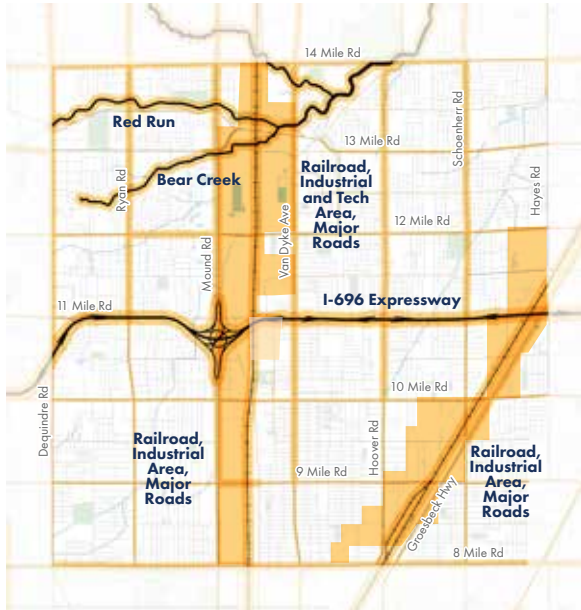 14 Mile Rd
Red Run
13 Mile Rd
Schoenherr Rd
Bear Creek
Ryan Rd
Railroad,
Industrial
and Tech
Area,
Major
Roads
Hayes Rd
12 Mile Rd
Mound Rd
Van Dyke Ave
11 Mile Rd
I-696 Expressway
Dequindre Rd
10 Mile Rd
Railroad,
Industrial
Area,
Major
Roads
9 Mile Rd
Hoover Rd
Groesbeck Hwy
Railroad,
Industrial
Area,
Major
Roads
8 Mile Rd